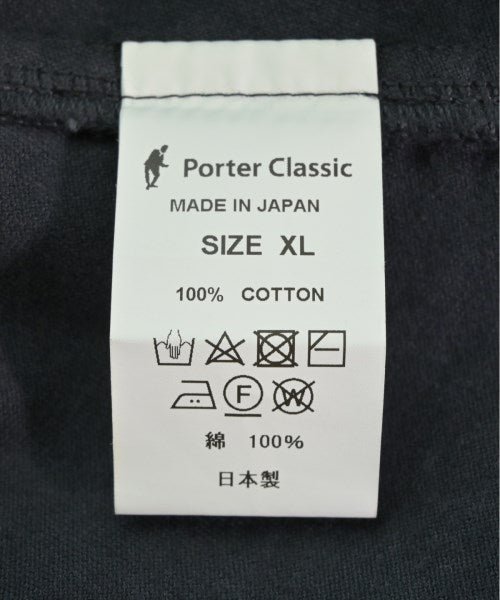 Porter Classic
MADE IN JAPAN
SIZE XL
100% COTTON
F W
綿 100%
日本製